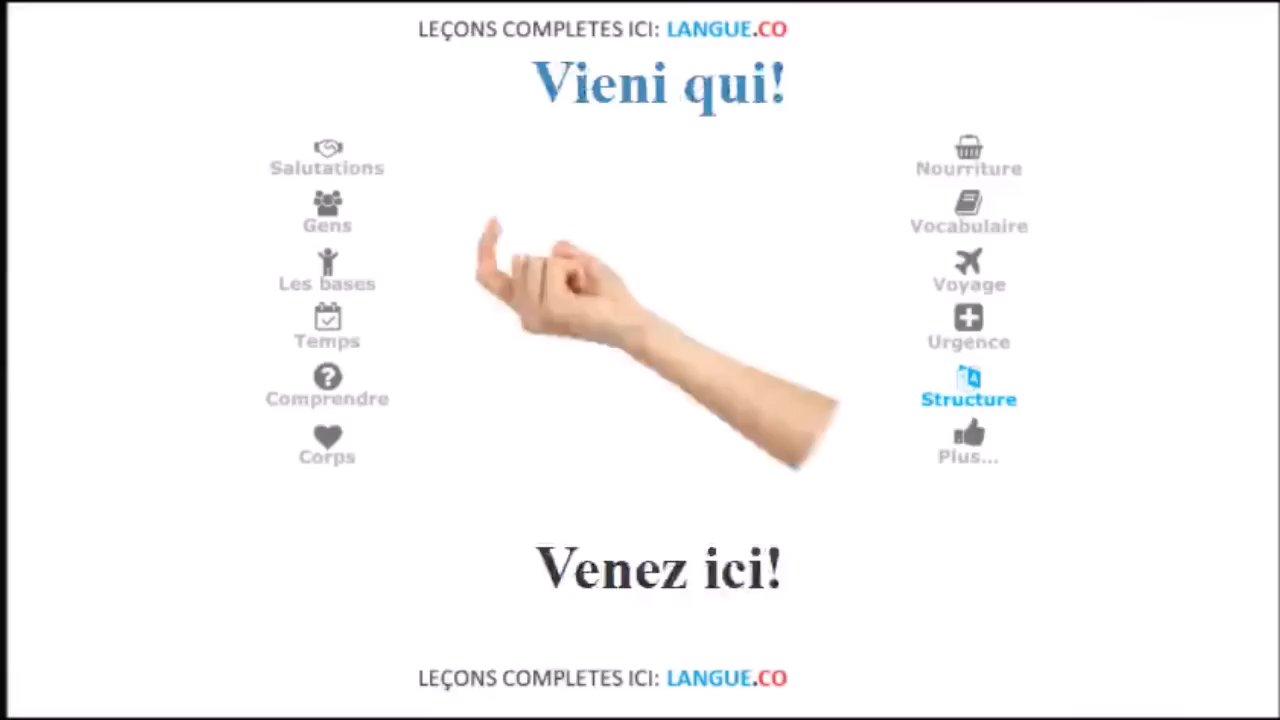 LEÇONS COMPLETES ICI: LANGUE.CO
Vieni qui!
Salutations
Gens
Les bases
Temps
Comprendre
Corps
Nourriture
Vocabulaire
Voyage
Urgence
Structure
Plus...
Venez ici!
LEÇONS COMPLETES ICI: LANGUE.CO